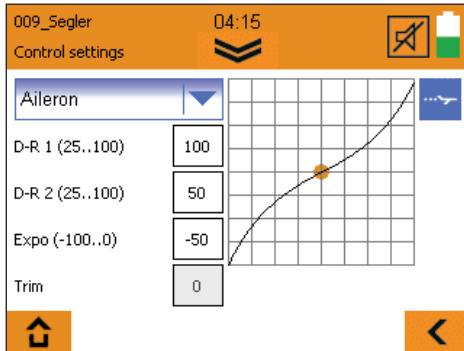 009_Segler 04:15
Control settings
Aileron
D-R 1 (25..100) 100
D-R 2 (25..100) 50
Expo (-100..0) -50
Trim 0